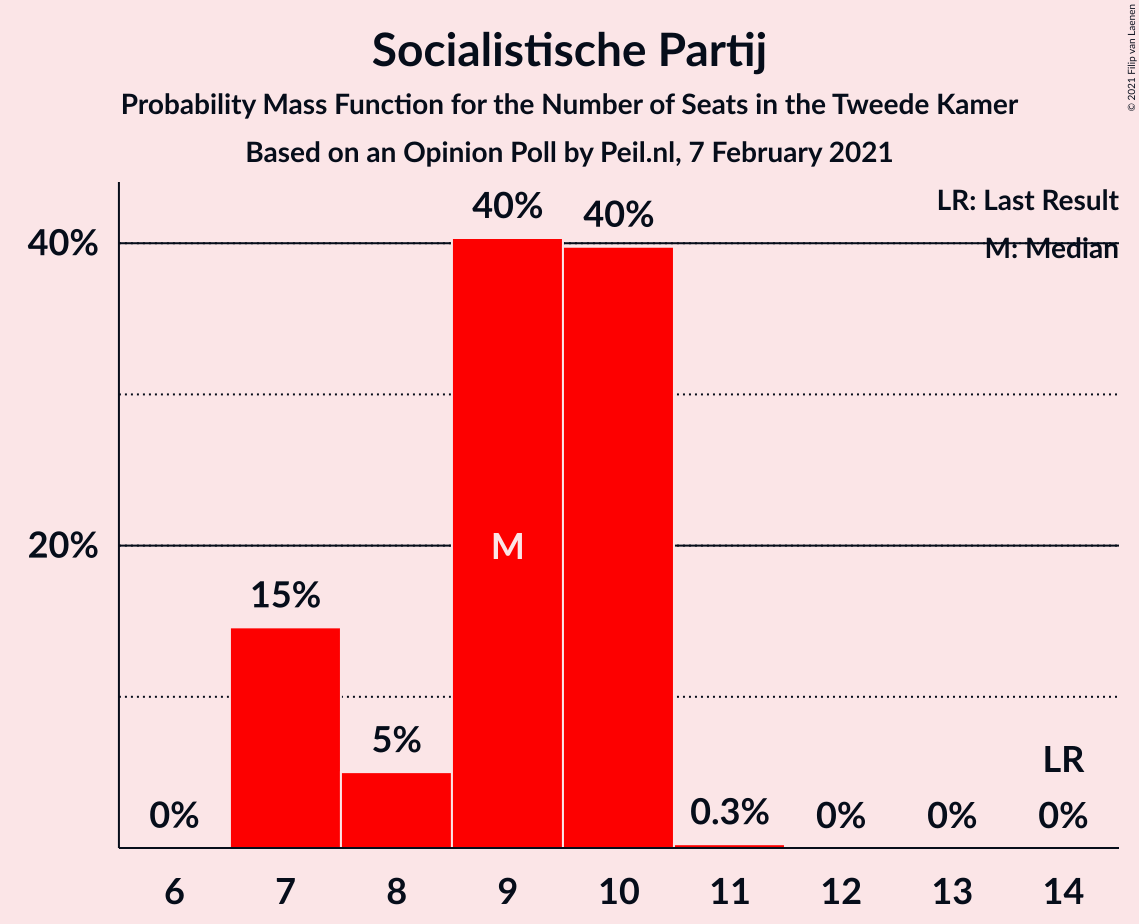 Socialistische Partij
Probability Mass Function for the Number of Seats in the Tweede Kamer
Based on an Opinion Poll by Peil.nl, 7 February 2021
© 2021 Filip van Laenen
LR: Last Result
M: Median
40%
20%
0%
15%
5%
40%
40%
0.3%
0%
0%
0%
M
LR
6 7 8 9 10 11 12 13 14